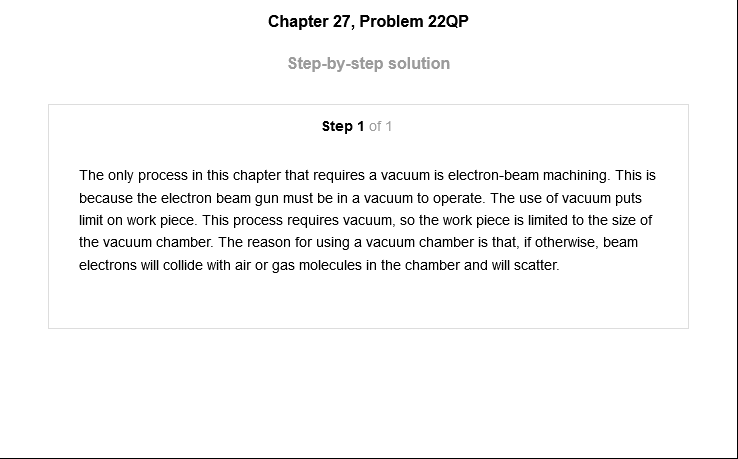 Chapter 27, Problem 22QP
Step-by-step solution
Step 1 of 1
The only process in this chapter that requires a vacuum is electron-beam machining. This is
because the electron beam gun must be in a vacuum to operate. The use of vacuum puts
limit on work piece. This process requires vacuum, so the work piece is limited to the size of
the vacuum chamber. The reason for using a vacuum chamber is that, if otherwise, beam
electrons will collide with air or gas molecules in the chamber and will scatter.